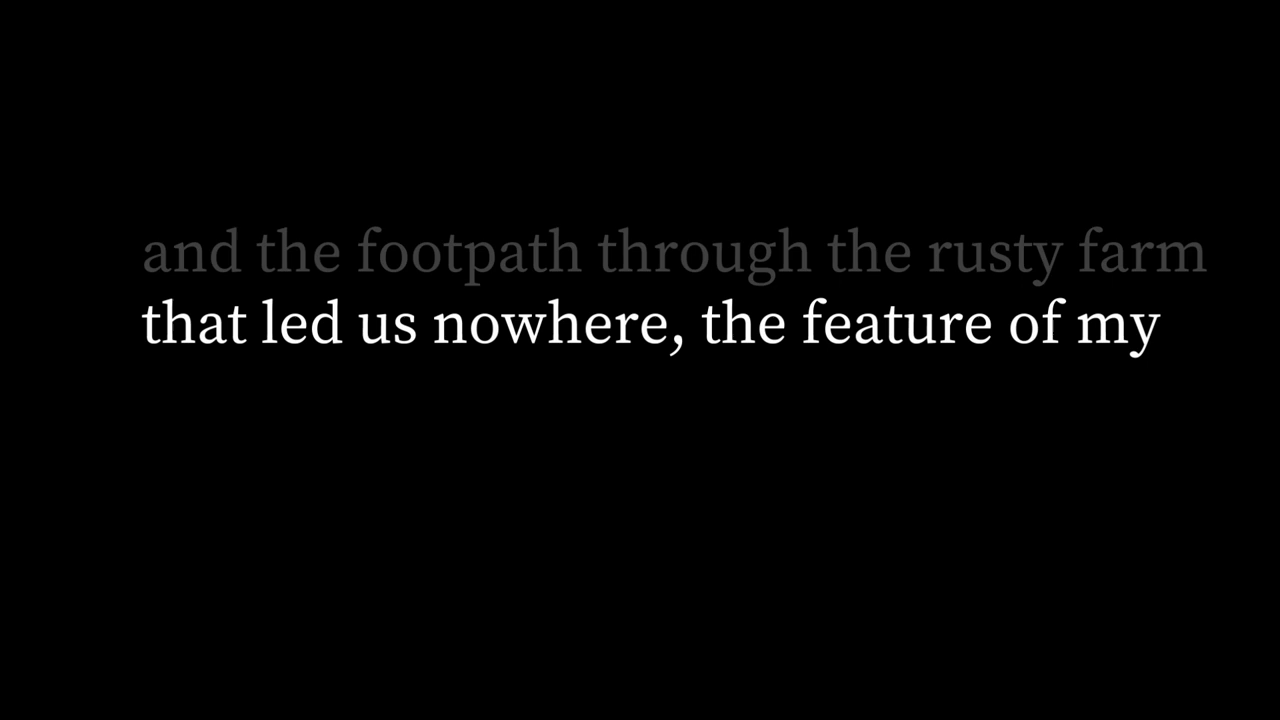 and the footpath through the rusty farm
that led us nowhere, the feature of my